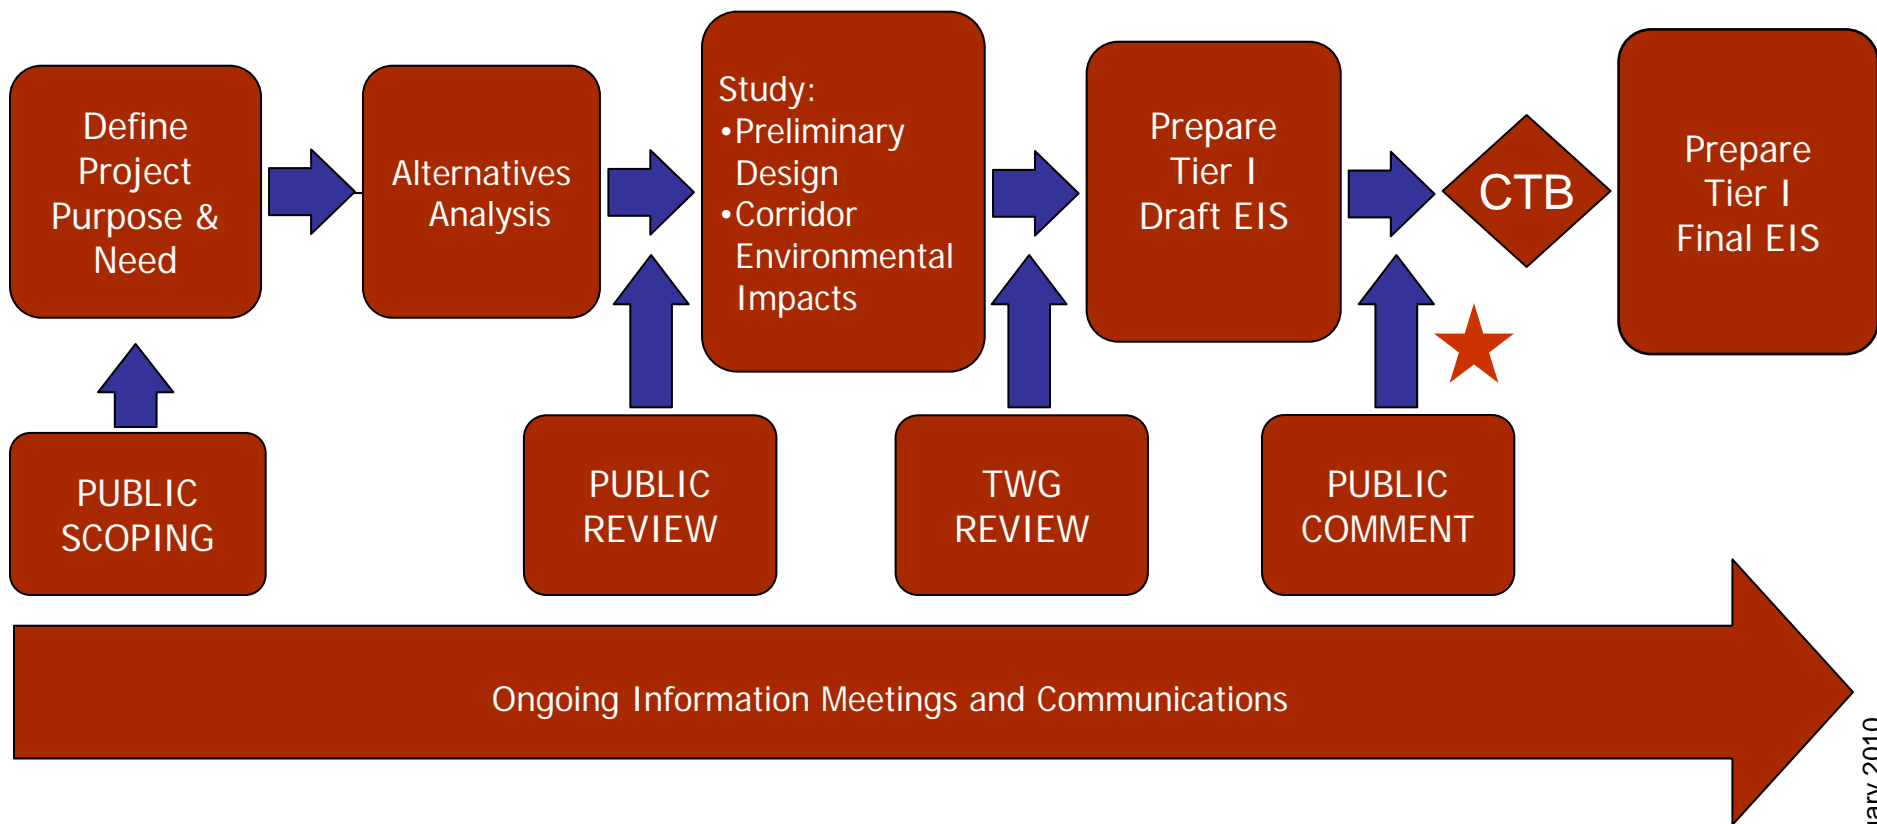 Define
Project
Purpose &
Need
Alternatives
Analysis
Study:
•Preliminary
Design
•Corridor
Environmental
Impacts
Prepare
Tier I
Draft EIS
CTB
Prepare
Tier I
Final EIS
PUBLIC
SCOPING
PUBLIC
REVIEW
TWG
REVIEW
PUBLIC
COMMENT
Ongoing Information Meetings and Communications
2010